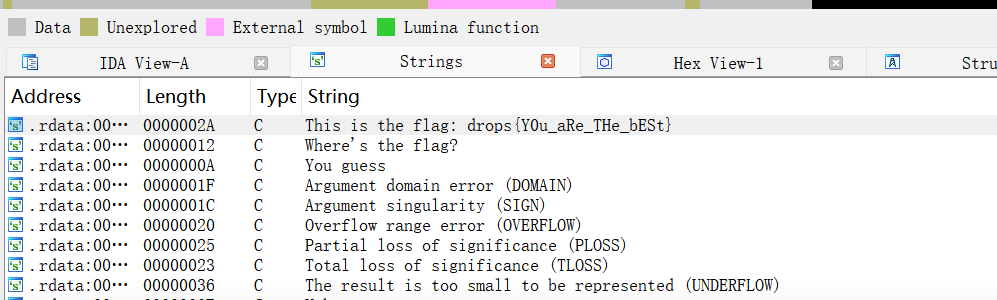 Data Unexplored External symbol Lumina function
IDA View-A Strings Hex View-1 Stru
Address Length Type String
.rdata:00… 0000002A C This is the flag: drops{Y0u_aRe_THe_bESt}
.rdata:00… 00000012 C Where's the flag?
.rdata:00… 0000000A C You guess
.rdata:00… 0000001F C Argument domain error (DOMAIN)
.rdata:00… 0000001C C Argument singularity (SIGN)
.rdata:00… 00000020 C Overflow range error (OVERFLOW)
.rdata:00… 00000025 C Partial loss of significance (PLOSS)
.rdata:00… 00000023 C Total loss of significance (TLOSS)
.rdata:00… 00000036 C The result is too small to be represented (UNDERFLOW)